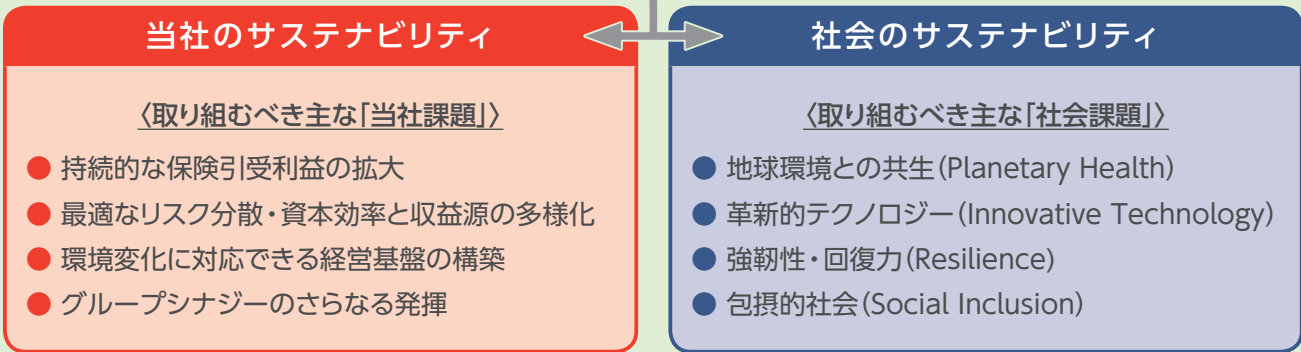 当社のサステナビリティ
〈取り組むべき主な「当社課題」〉
● 持続的な保険引受利益の拡大
● 最適なリスク分散・資本効率と収益源の多様化
● 環境変化に対応できる経営基盤の構築
● グループシナジーのさらなる発揮
社会のサステナビリティ
〈取り組むべき主な「社会課題」〉
● 地球環境との共生(Planetary Health)
● 革新的テクノロジー(Innovative Technology)
● 強靭性・回復力(Resilience)
● 包摂的社会(Social Inclusion)